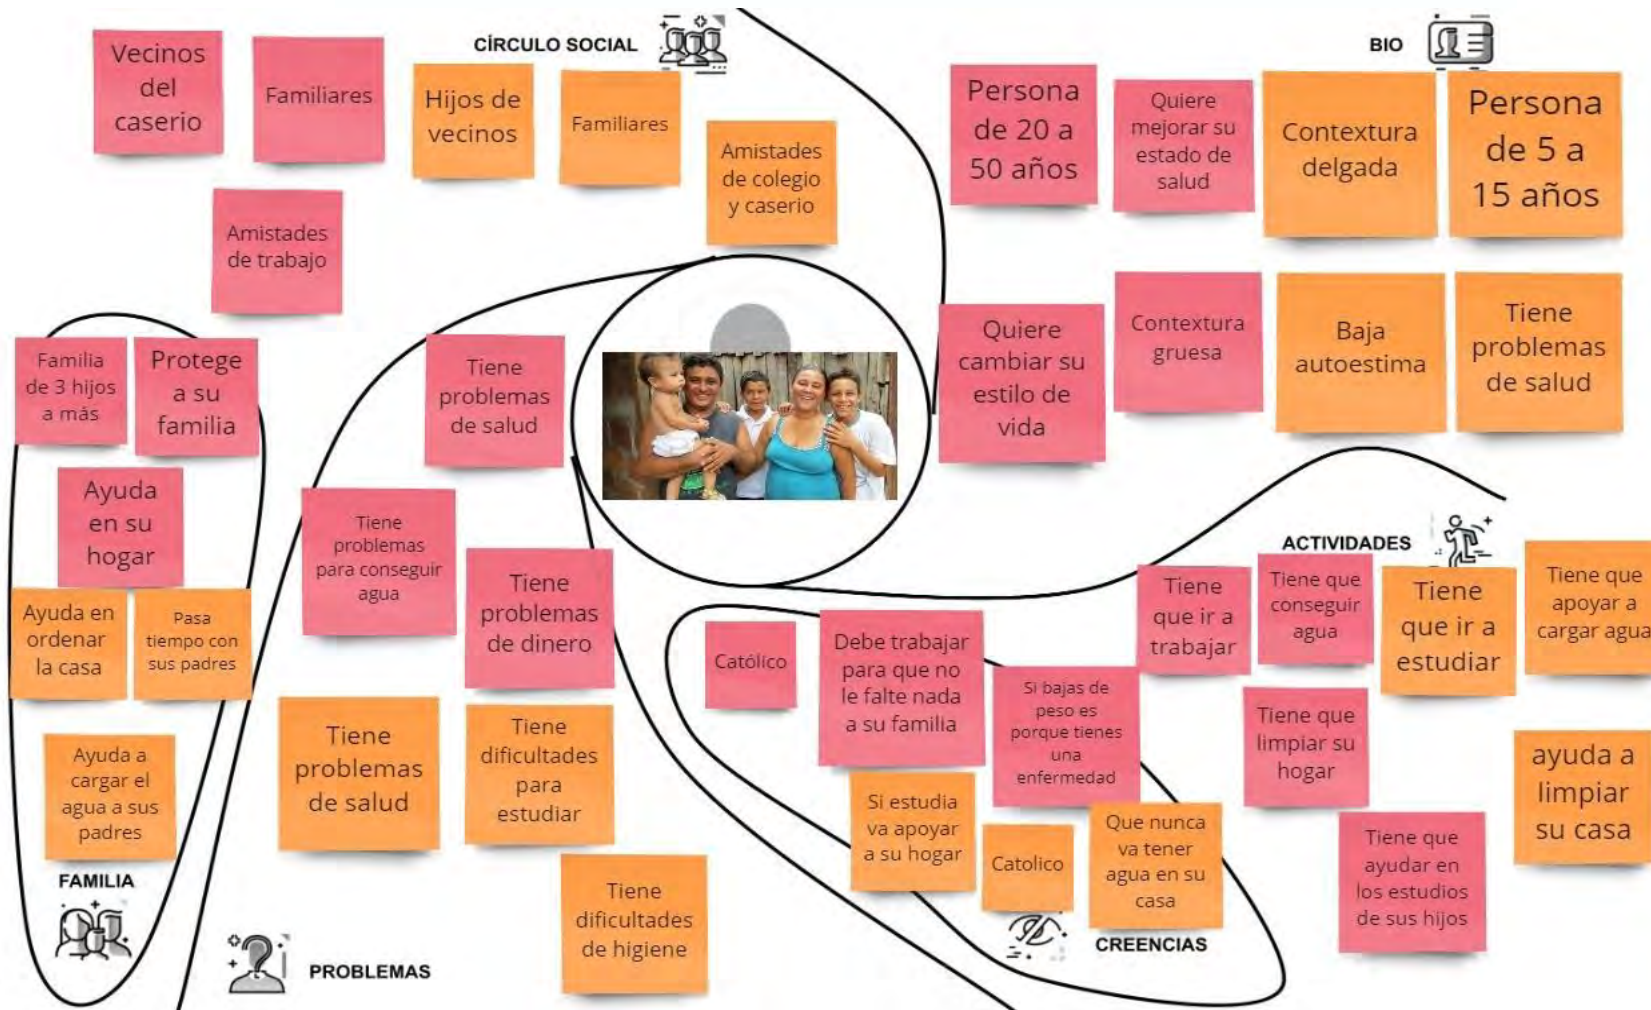 CÍRCULO SOCIAL
Vecinos
del
caserio
Familiares
Hijos de
vecinos
Familiares
Amistades
de colegio
y caserio
Amistades
de trabajo
BIO
Persona
de 20 a
50 años
Quiere
mejorar su
estado de
salud
Contextura
delgada
Persona
de 5 a
15 años
Quiere
cambiar su
estilo de
vida
Contextura
gruesa
Baja
autoestima
Tiene
problemas
de salud
Familia
de 3 hijos
a más
Protege
a su
familia
Ayuda
en su
hogar
Ayuda en
ordenar
la casa
Pasa
tiempo con
sus padres
Ayuda a
cargar el
agua a sus
padres
FAMILIA
Tiene
problemas
de salud
Tiene
problemas
para conseguir
agua
Tiene
problemas
de dinero
Tiene
problemas
de salud
Tiene
dificultades
para
estudiar
Tiene
dificultades
de higiene
PROBLEMAS
Católico
Debe trabajar
para que no
le falte nada
a su familia
Si bajas de
peso es
porque tienes
una
enfermedad
Si estudia
va apoyar
a su hogar
Catolico
Que nunca
va tener
agua en su
casa
CREENCIAS
ACTIVIDADES
Tiene
que ir a
trabajar
Tiene que
conseguir
agua
Tiene
que ir a
estudiar
Tiene que
apoyar a
cargar agua
Tiene que
limpiar su
hogar
ayuda a
limpiar
su casa
Tiene que
ayudar en
los estudios
de sus hijos